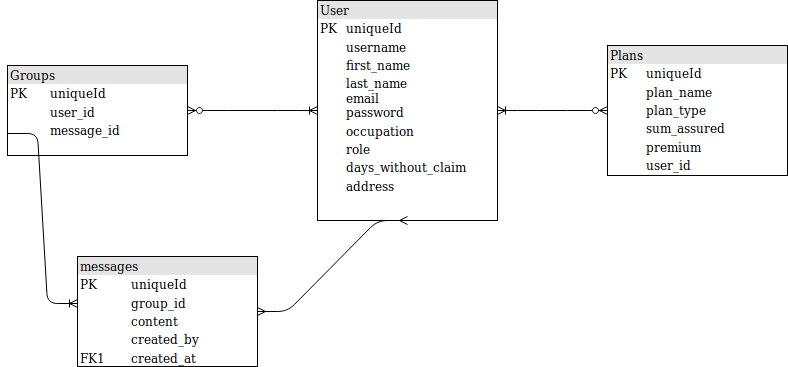 User
PK uniqueId
username
first_name
last_name
email
password
occupation
role
days_without_claim
address
Groups
PK uniqueId
user_id
message_id
Plans
PK uniqueId
plan_name
plan_type
sum_assured
premium
user_id
messages
PK uniqueId
group_id
content
created_by
FK1 created_at